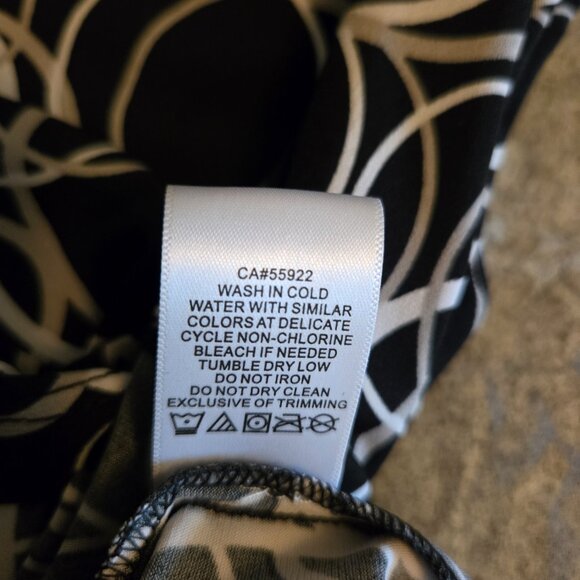 CA#55922
WASH IN COLD
WATER WITH SIMILAR
COLORS AT DELICATE
CYCLE NON-CHLORINE
BLEACH IF NEEDED
TUMBLE DRY LOW
DO NOT IRON
DO NOT DRY CLEAN
EXCLUSIVE OF TRIMMING